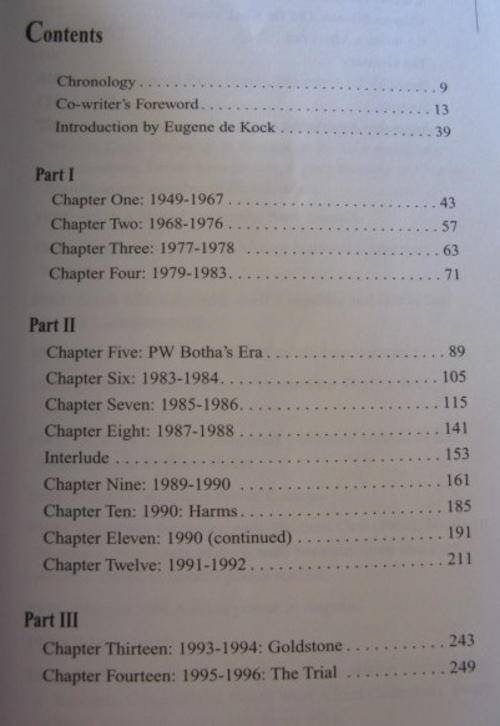 Contents
Chronology . . . . . . . . . . . . . . . . . . . . . . . . . . . . . . . 9
Co-writer's Foreword . . . . . . . . . . . . . . . . . . . . . . . . 13
Introduction by Eugene de Kock . . . . . . . . . . . . . . . . 39
Part I
Chapter One: 1949-1967 . . . . . . . . . . . . . . . . . . . . . . 43
Chapter Two: 1968-1976 . . . . . . . . . . . . . . . . . . . . . . 57
Chapter Three: 1977-1978 . . . . . . . . . . . . . . . . . . . . 63
Chapter Four: 1979-1983 . . . . . . . . . . . . . . . . . . . . . 71
Part II
Chapter Five: PW Botha's Era . . . . . . . . . . . . . . . . . . 89
Chapter Six: 1983-1984 . . . . . . . . . . . . . . . . . . . . . . 105
Chapter Seven: 1985-1986 . . . . . . . . . . . . . . . . . . . . 115
Chapter Eight: 1987-1988 . . . . . . . . . . . . . . . . . . . . 141
Interlude . . . . . . . . . . . . . . . . . . . . . . . . . . . . . . . . 153
Chapter Nine: 1989-1990 . . . . . . . . . . . . . . . . . . . . 161
Chapter Ten: 1990: Harms . . . . . . . . . . . . . . . . . . . . 185
Chapter Eleven: 1990 (continued) . . . . . . . . . . . . . . 191
Chapter Twelve: 1991-1992 . . . . . . . . . . . . . . . . . . . 211
Part III
Chapter Thirteen: 1993-1994: Goldstone . . . . . . . . . . 243
Chapter Fourteen: 1995-1996: The Trial . . . . . . . . . . 249